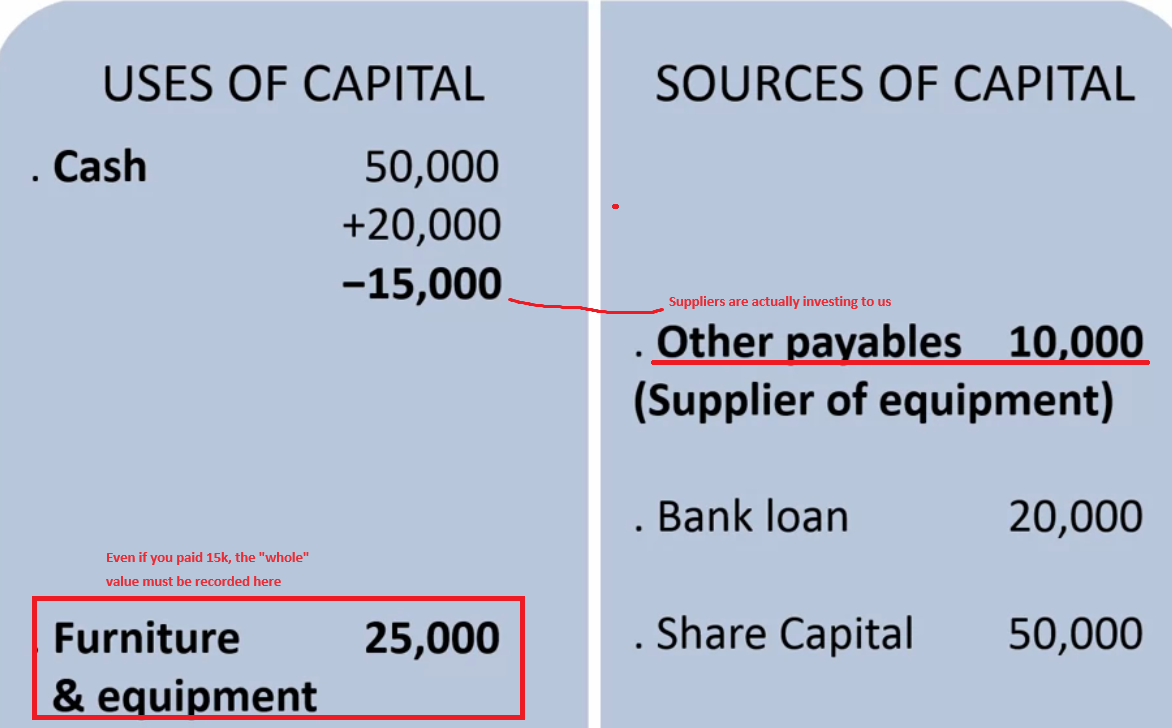 USES OF CAPITAL
. Cash 50,000
+20,000
−15,000
Even if you paid 15k, the "whole"
value must be recorded here
. Furniture 25,000
& equipment
SOURCES OF CAPITAL
Suppliers are actually investing to us
. Other payables 10,000
(Supplier of equipment)
. Bank loan 20,000
. Share Capital 50,000